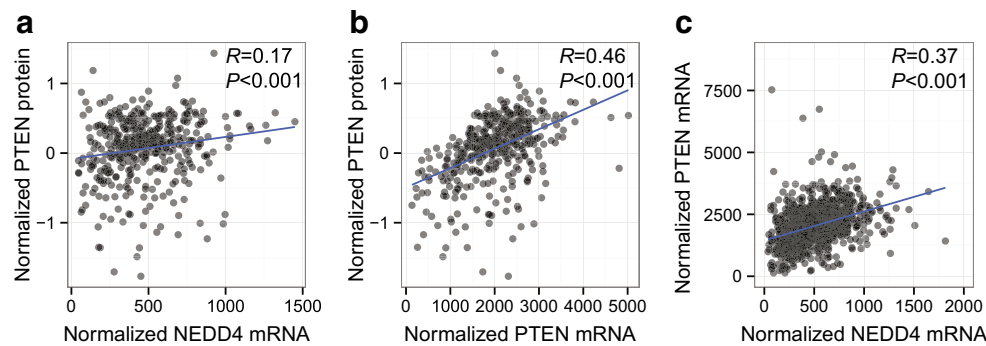 a
R=0.17
P<0.001
Normalized PTEN protein
1
0
−1
0
500
1000
1500
Normalized NEDD4 mRNA
b
R=0.46
P<0.001
Normalized PTEN protein
1
0
−1
0
1000
2000
3000
4000
5000
Normalized PTEN mRNA
c
R=0.37
P<0.001
Normalized PTEN mRNA
7500
5000
2500
0
0
500
1000
1500
2000
Normalized NEDD4 mRNA